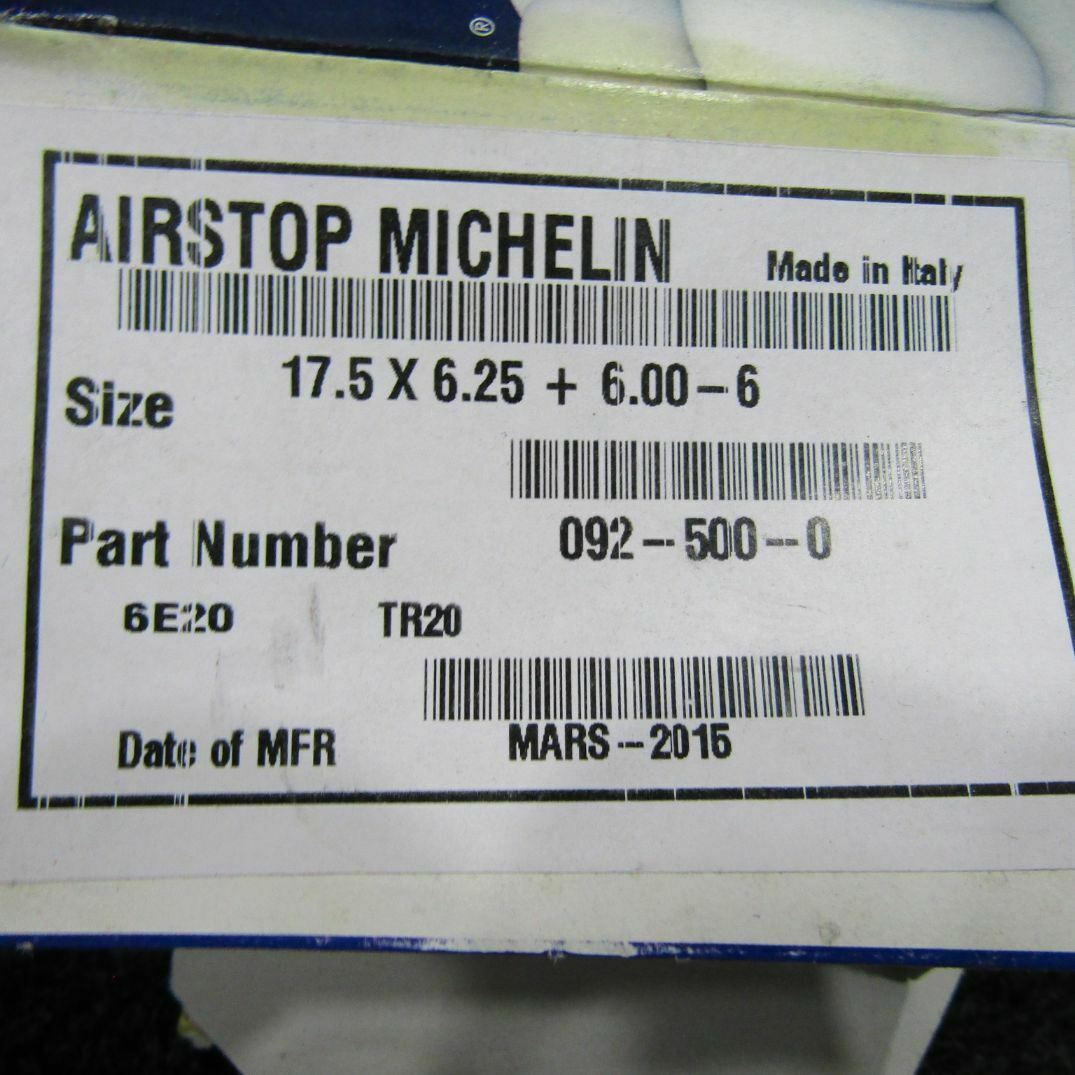 ®
AIRSTOP MICHELIN Made in Italy
Size 17.5 X 6.25 + 6.00-6
Part Number 092-500-0
6E20 TR20
Date of MFR MARS-2015